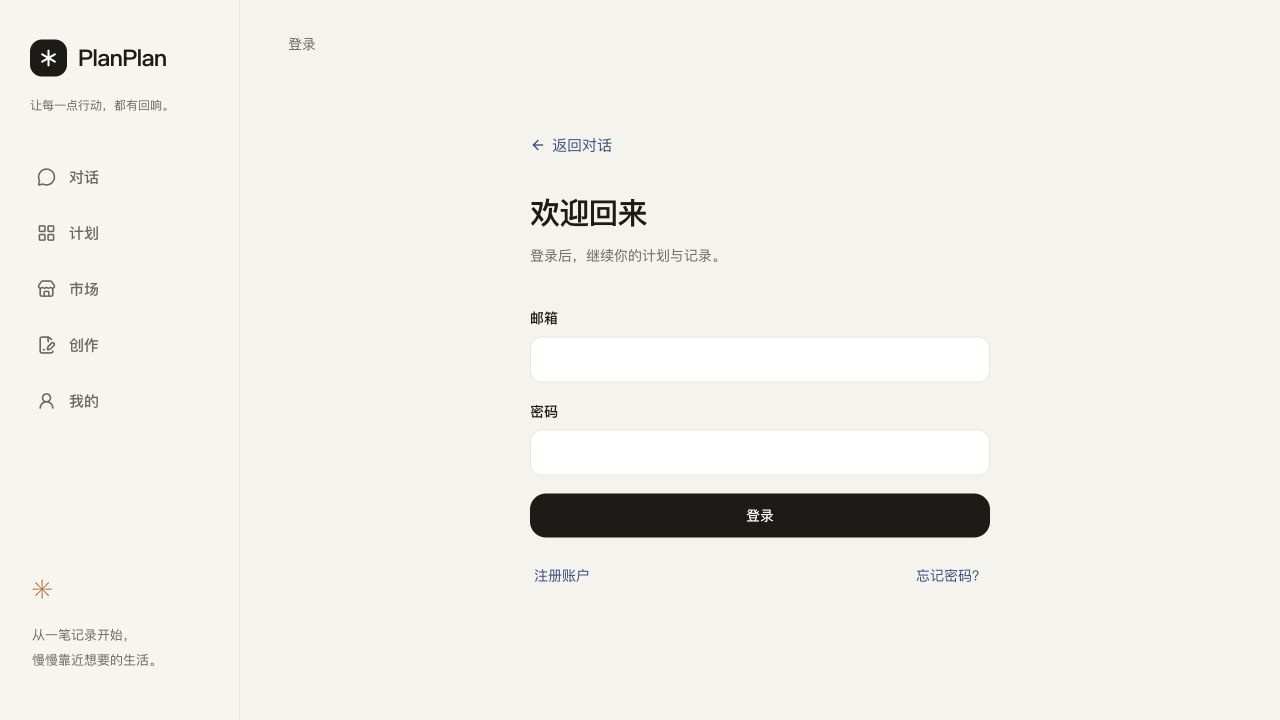 PlanPlan
让每一点行动，都有回响。
对话
计划
市场
创作
我的
从一笔记录开始，
慢慢靠近想要的生活。
登录
返回对话
欢迎回来
登录后，继续你的计划与记录。
邮箱
密码
登录
注册账户
忘记密码?